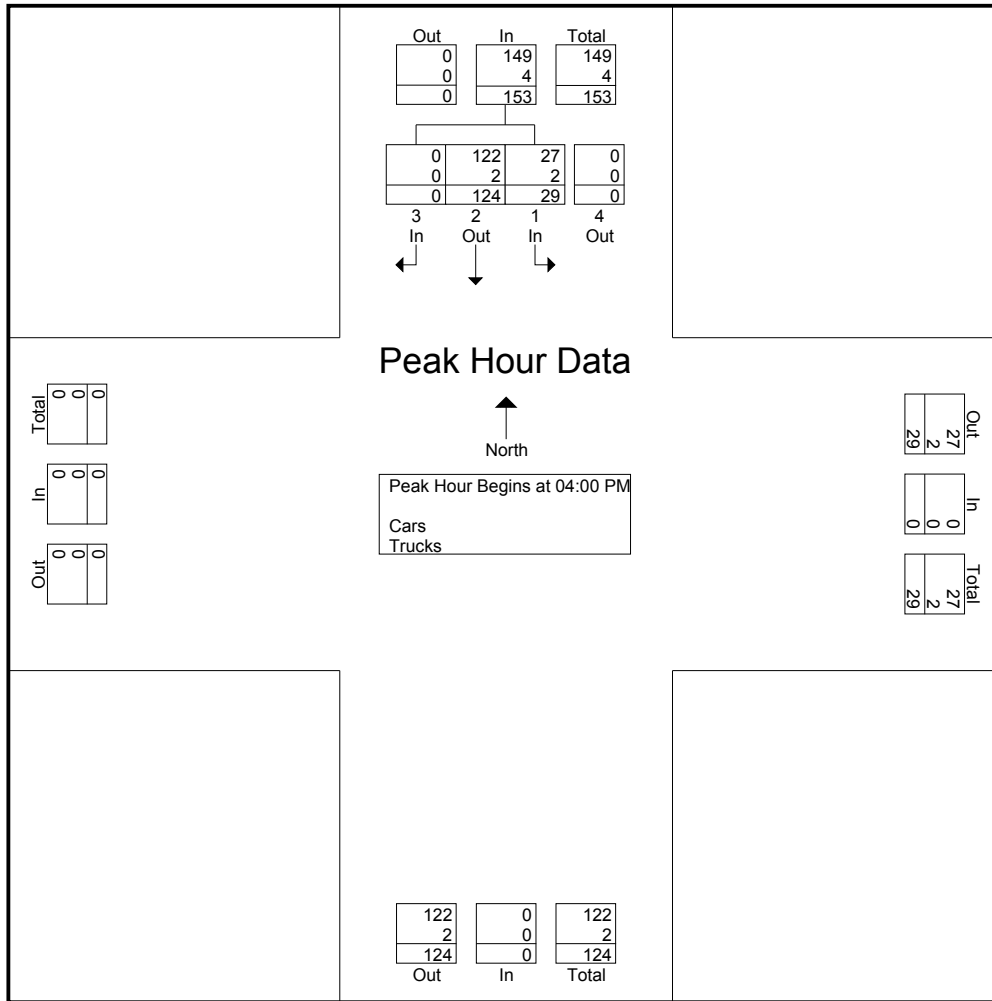 Out In Total
0 149 149
0 4 4
0 153 153
0 122 27 0
0 2 2 0
0 124 29 0
3 2 1 4
In Out In Out
Peak Hour Data
North
Peak Hour Begins at 04:00 PM
Cars
Trucks
Total
0 0 0
In
0 0 0
Out
0 0 0
Out
27
2
29
In
0
0
0
Total
27
2
29
122 0 122
2 0 2
124 0 124
Out In Total